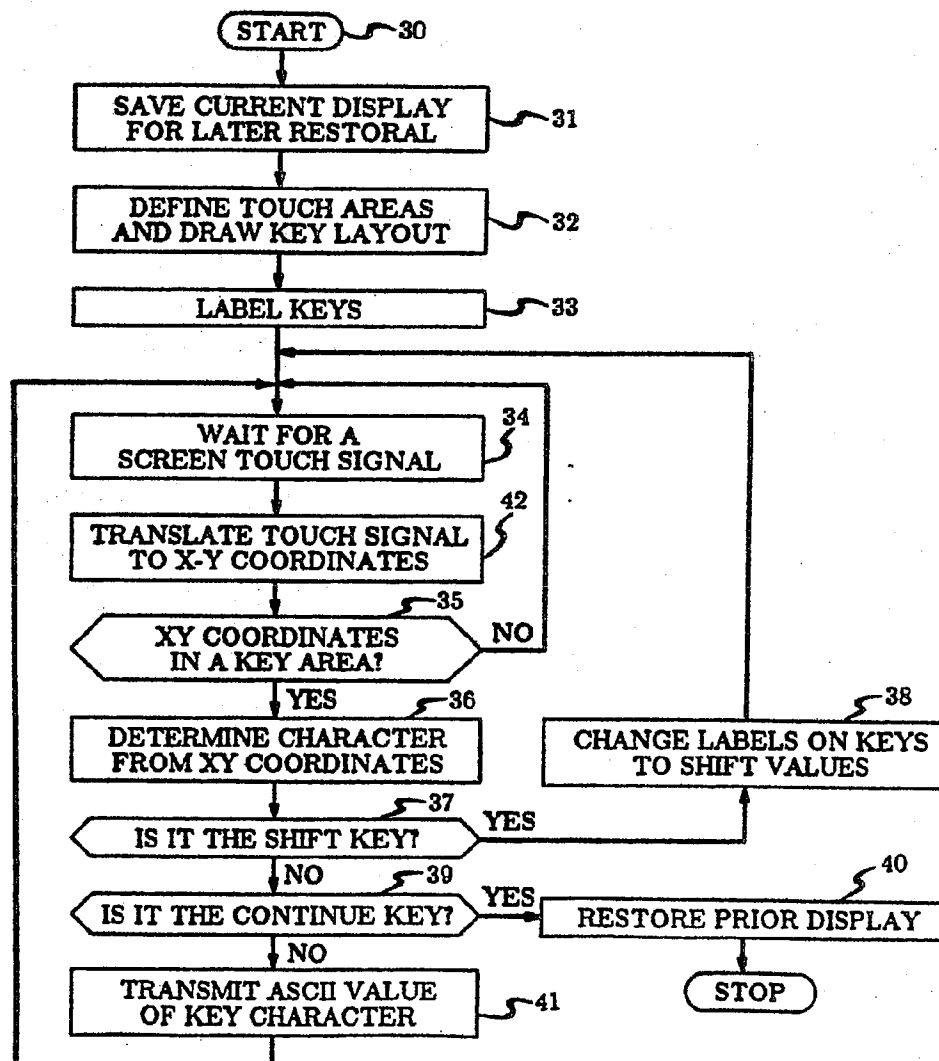 START
30
SAVE CURRENT DISPLAY
FOR LATER RESTORAL
31
DEFINE TOUCH AREAS
AND DRAW KEY LAYOUT
32
LABEL KEYS
33
34
WAIT FOR A
SCREEN TOUCH SIGNAL
42
TRANSLATE TOUCH SIGNAL
TO X-Y COORDINATES
35
XY COORDINATES
IN A KEY AREA?
NO
YES
36
DETERMINE CHARACTER
FROM XY COORDINATES
38
CHANGE LABELS ON KEYS
TO SHIFT VALUES
37
IS IT THE SHIFT KEY?
YES
NO
39
IS IT THE CONTINUE KEY?
YES
40
RESTORE PRIOR DISPLAY
NO
TRANSMIT ASCII VALUE
OF KEY CHARACTER
41
STOP